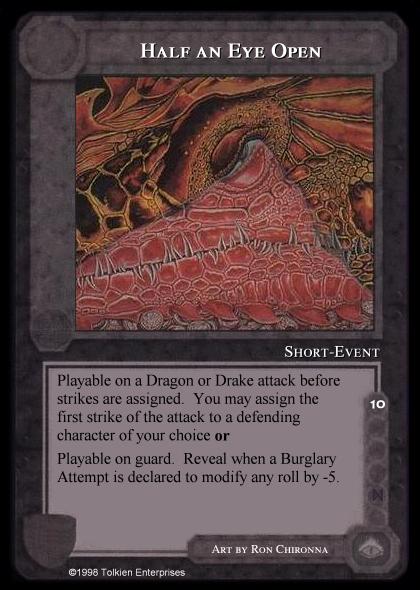 Half an Eye Open
Short-Event
Playable on a Dragon or Drake attack before
strikes are assigned. You may assign the
first strike of the attack to a defending
character of your choice or
Playable on guard. Reveal when a Burglary
Attempt is declared to modify any roll by -5.
10
Art by Ron Chironna
©1998 Tolkien Enterprises